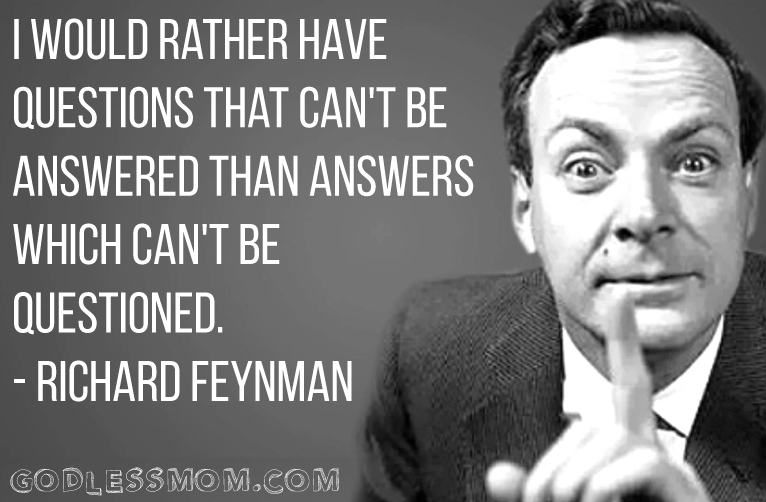 I WOULD RATHER HAVE
QUESTIONS THAT CAN'T BE
ANSWERED THAN ANSWERS
WHICH CAN'T BE
QUESTIONED.
- RICHARD FEYNMAN
GODLESSMOM.COM